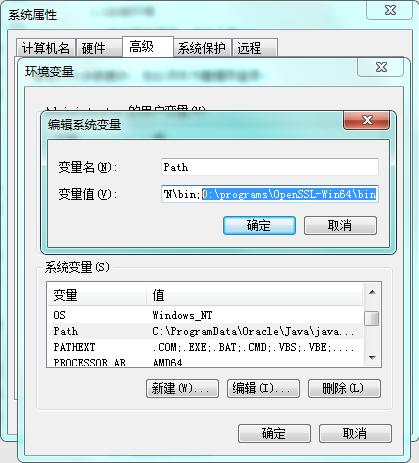 系统属性
计算机名 硬件 高级 系统保护 远程
环境变量
的用户变量(U)
编辑系统变量
变量名(N): Path
变量值(V): N\bin;D:\programs\OpenSSL-Win64\bin
确定 取消
系统变量(S)
变量 值
OS Windows_NT
Path C:\ProgramData\Oracle\Java\java...
PATHEXT .COM;.EXE;.BAT;.CMD;.VBS;.VBE;....
PROCESSOR_AR AMD64
新建(W)... 编辑(I)... 删除(L)
确定 取消